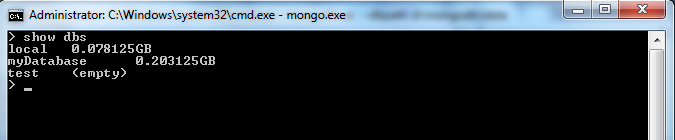 Administrator: C:\Windows\system32\cmd.exe - mongo.exe
> show dbs
local   0.078125GB
myDatabase      0.203125GB
test    (empty)
> _